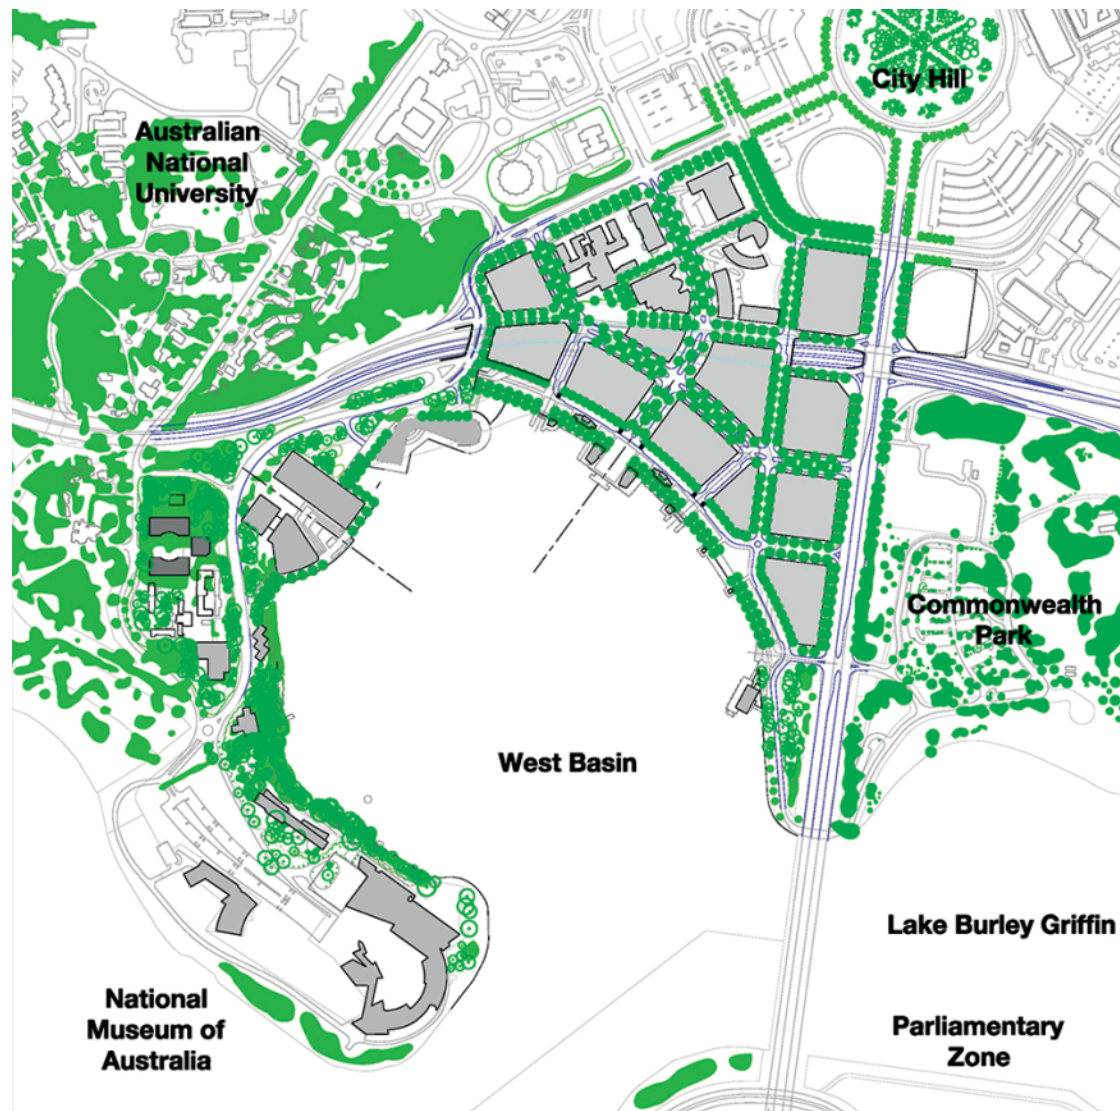 City Hill
Australian
National
University
Commonwealth
Park
West Basin
Lake Burley Griffin
National
Museum of
Australia
Parliamentary
Zone